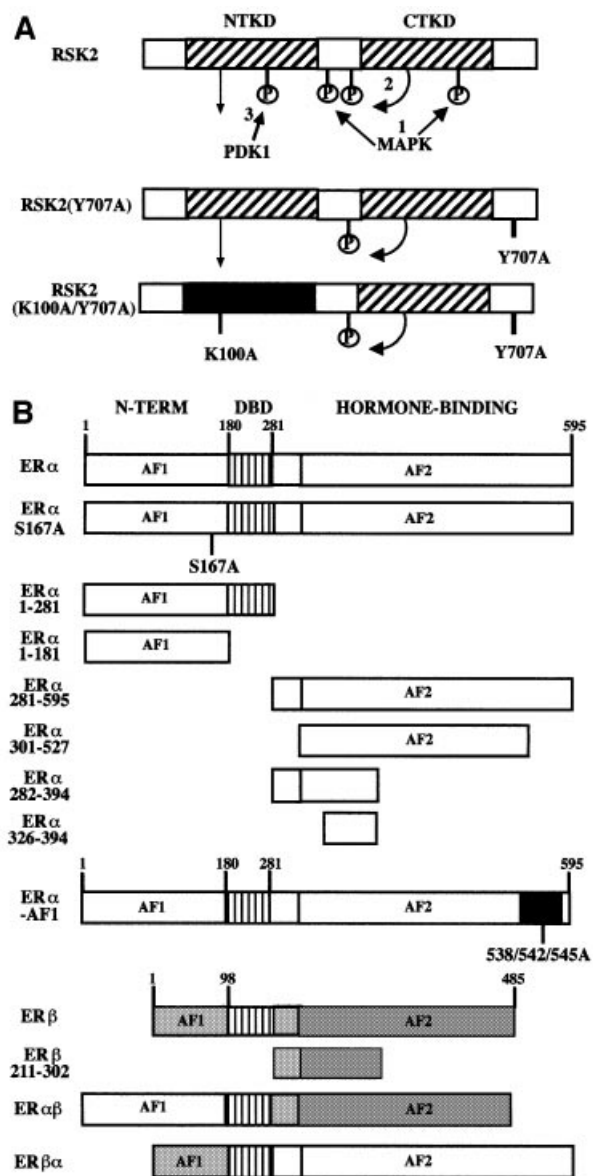 A
NTKD CTKD
RSK2
P P P P
3 2 1
PDK1 MAPK
RSK2(Y707A)
P
Y707A
RSK2
(K100A/Y707A)
P
K100A Y707A
B
N-TERM DBD HORMONE-BINDING
1 180 281 595
ERα AF1 AF2
ERα
S167A AF1 AF2
S167A
ERα
1-281 AF1
ERα
1-181 AF1
ERα
281-595 AF2
ERα
301-527 AF2
ERα
282-394
ERα
326-394
1 180 281 595
ERα
-AF1 AF1 AF2
538/542/545A
1 98 485
ERβ AF1 AF2
ERβ
211-302
ERαβ AF1 AF2
ERβα AF1 AF2